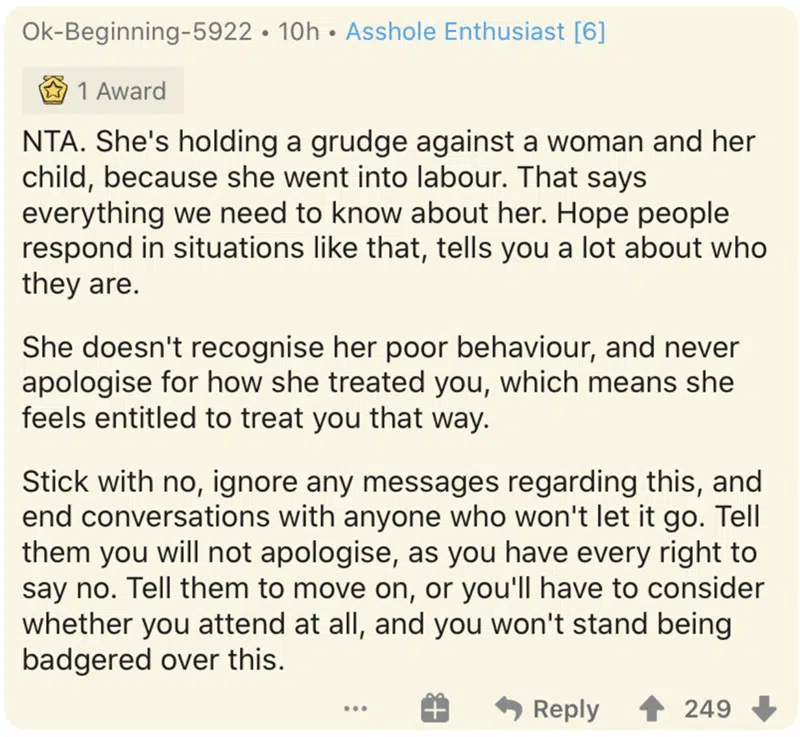 Ok-Beginning-5922 • 10h • Asshole Enthusiast [6]
1 Award
NTA. She's holding a grudge against a woman and her
child, because she went into labour. That says
everything we need to know about her. Hope people
respond in situations like that, tells you a lot about who
they are.
She doesn't recognise her poor behaviour, and never
apologise for how she treated you, which means she
feels entitled to treat you that way.
Stick with no, ignore any messages regarding this, and
end conversations with anyone who won't let it go. Tell
them you will not apologise, as you have every right to
say no. Tell them to move on, or you'll have to consider
whether you attend at all, and you won't stand being
badgered over this.
Reply 249